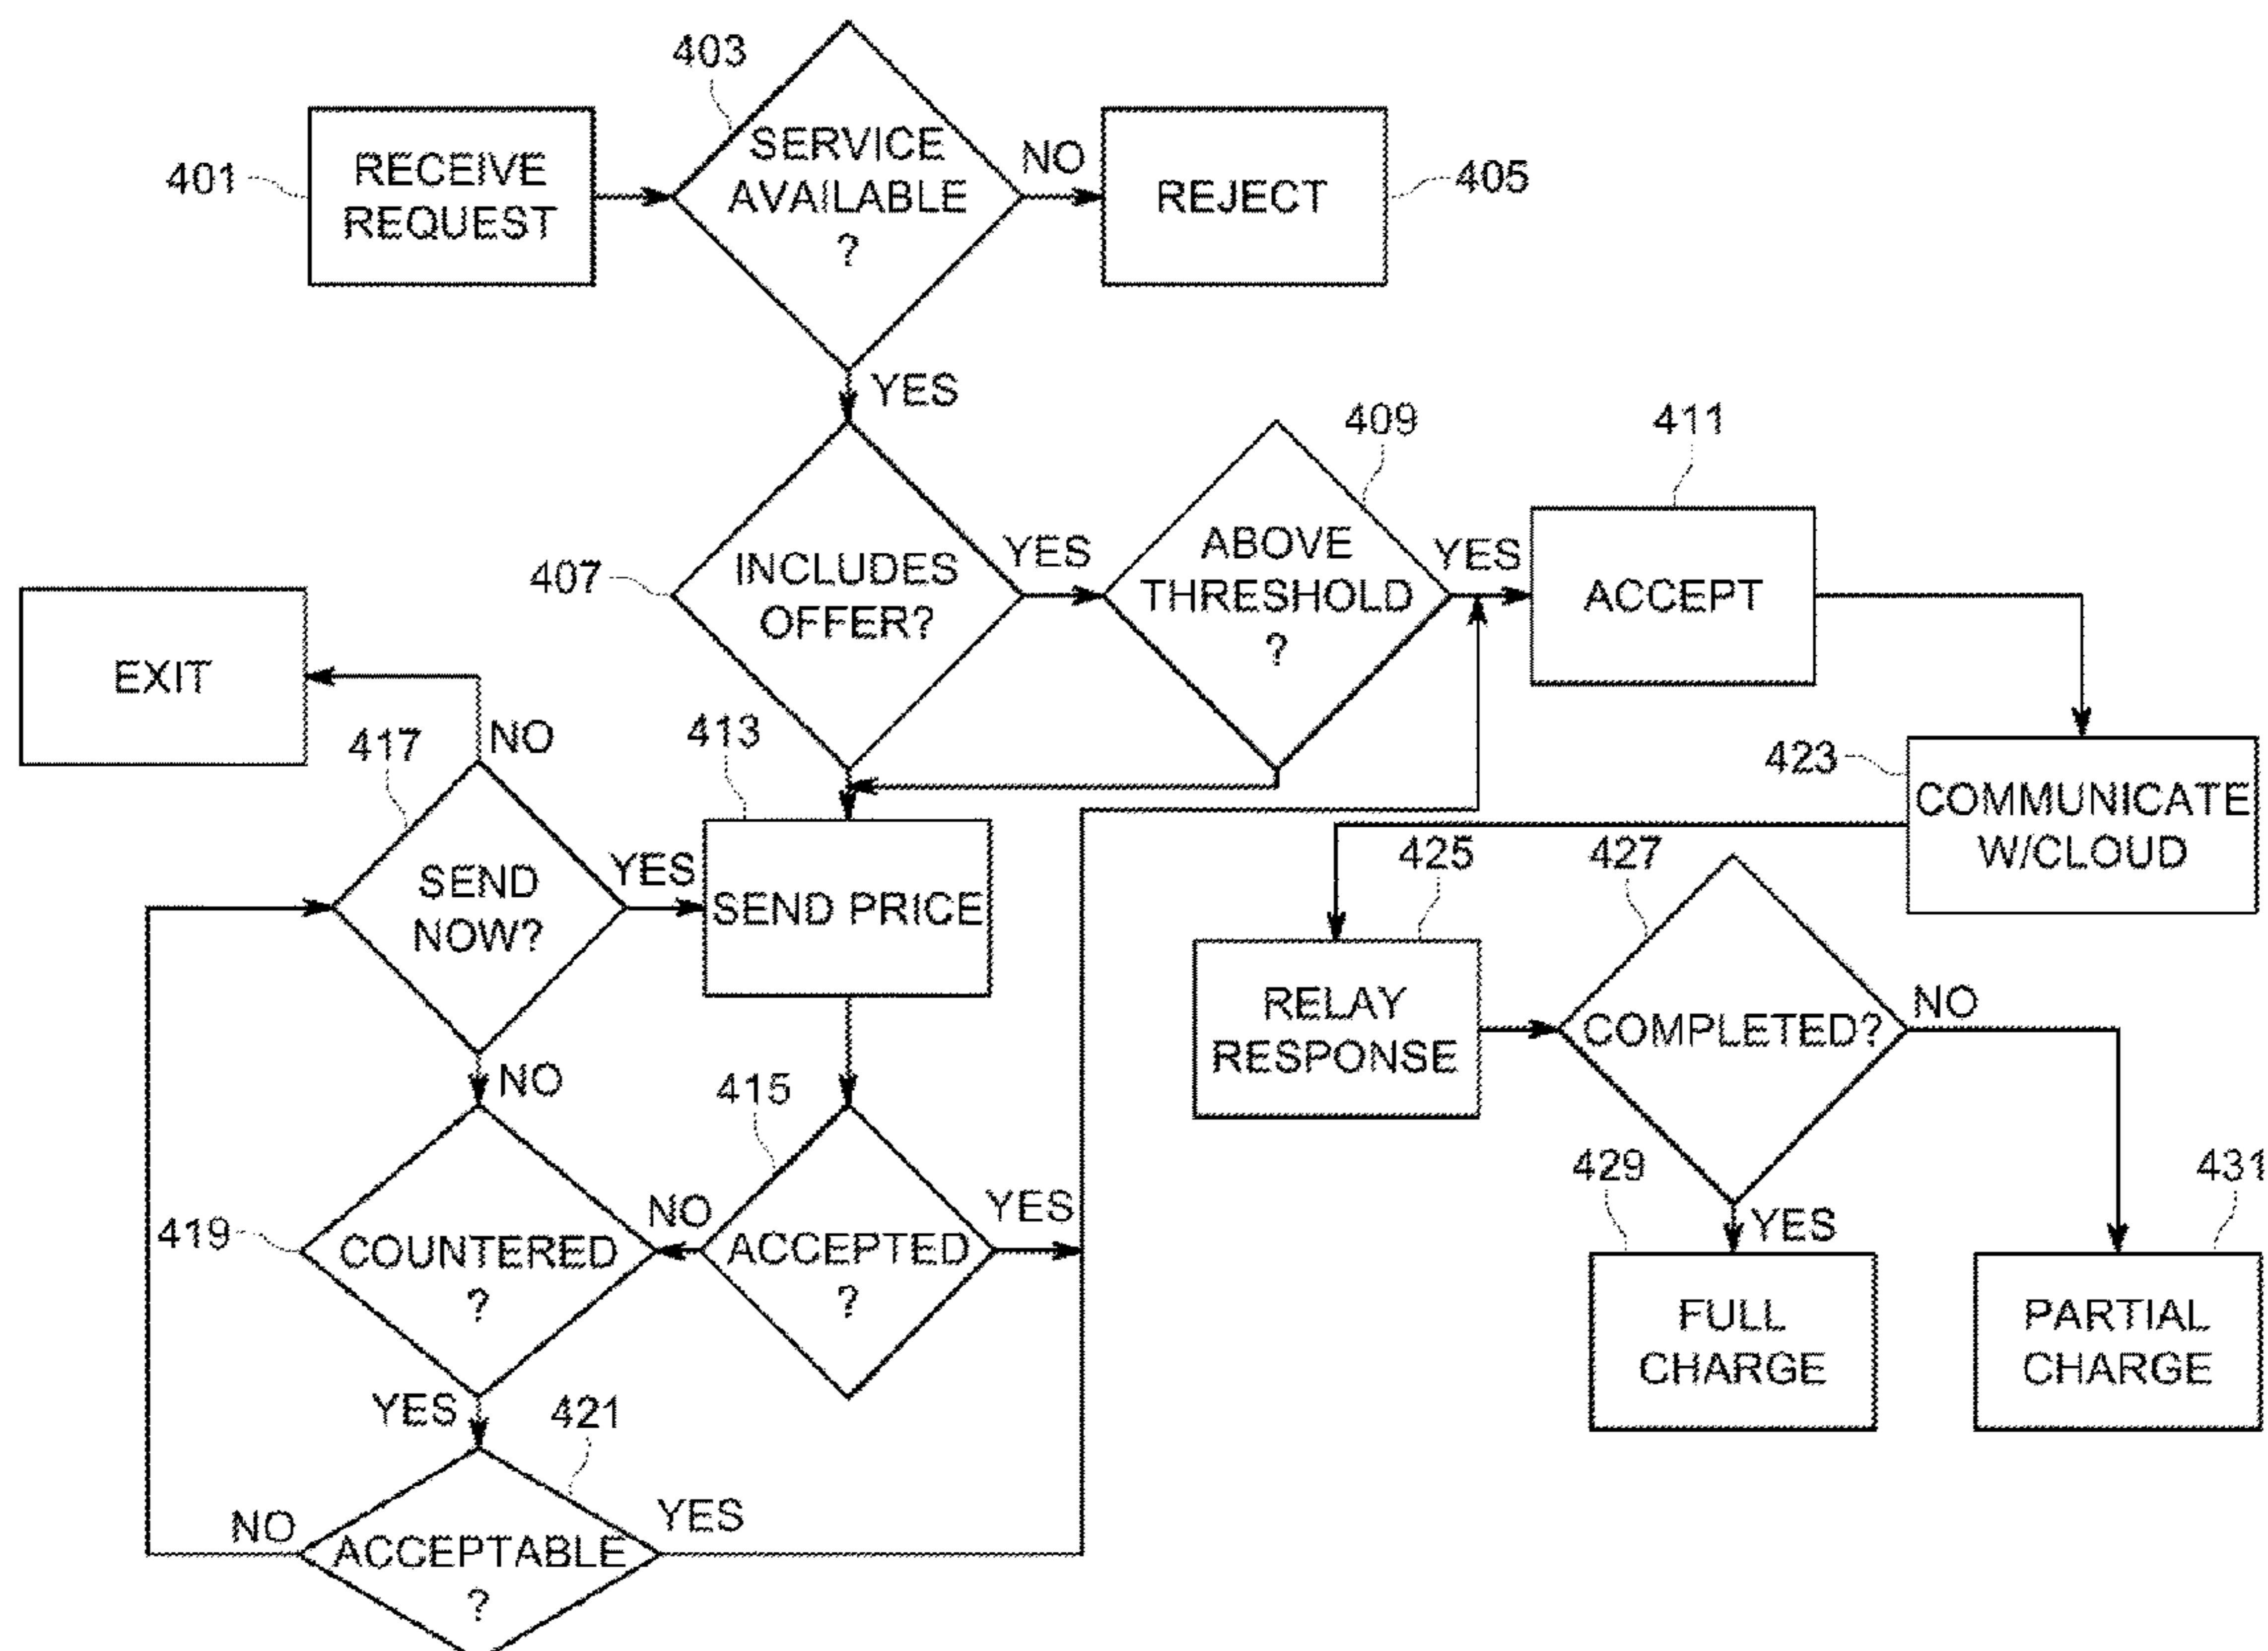 403
SERVICE
AVAILABLE
?
NO
401
RECEIVE
REQUEST
REJECT
405
YES
407
INCLUDES
OFFER?
YES
409
ABOVE
THRESHOLD
?
YES
411
ACCEPT
EXIT
NO
417
SEND
NOW?
YES
413
SEND PRICE
423
COMMUNICATE
W/CLOUD
425
RELAY
RESPONSE
427
COMPLETED?
NO
NO
415
ACCEPTED
?
NO
YES
419
COUNTERED
?
YES
421
ACCEPTABLE
?
NO
YES
YES
429
FULL
CHARGE
431
PARTIAL
CHARGE